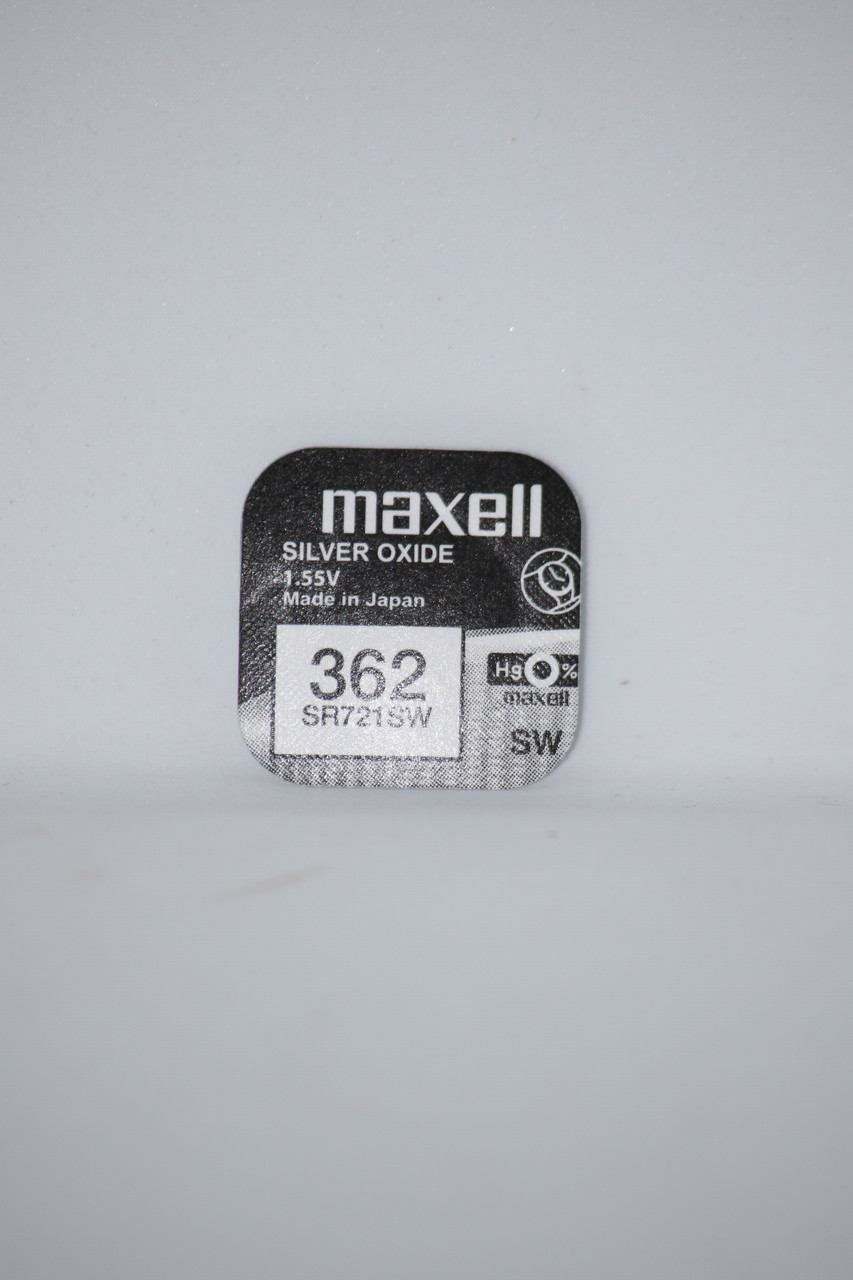 maxell
SILVER OXIDE
1.55V
Made in Japan
362
SR721SW
Hg0%
maxell
SW